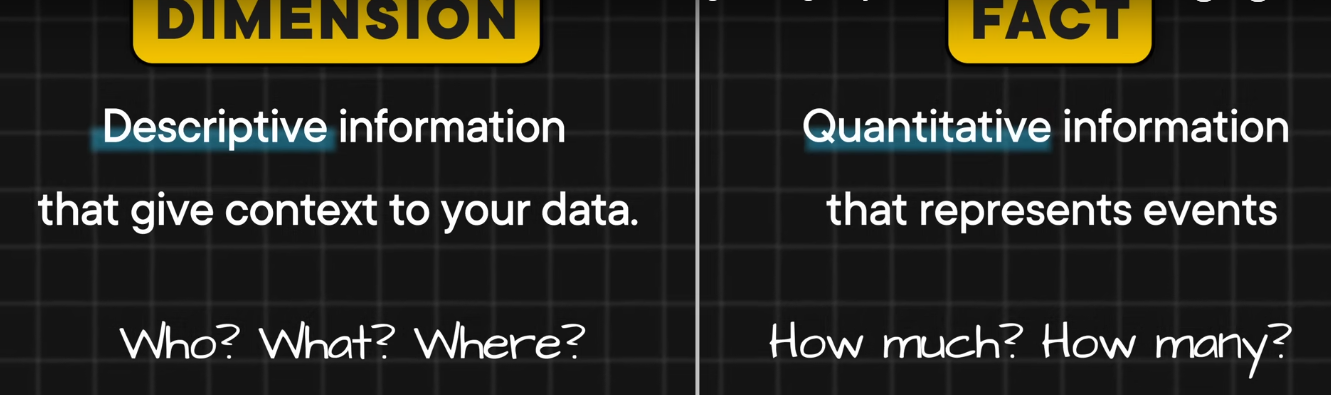 DIMENSION
Descriptive information
that give context to your data.
Who? What? Where?
FACT
Quantitative information
that represents events
How much? How many?